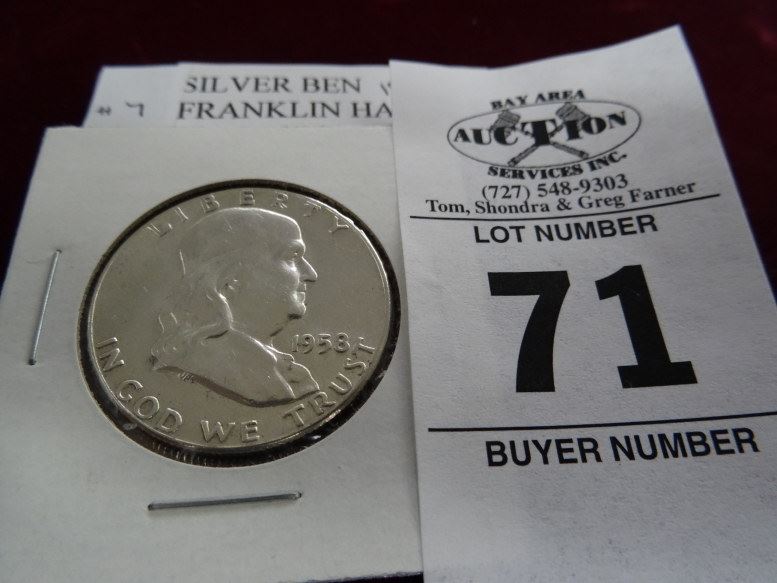 SILVER BEN
# 7 FRANKLIN HA
LIBERTY
1958
IN GOD WE TRUST
BAY AREA
AUCTION
SERVICES INC.
(727) 548-9303
Tom, Shondra & Greg Farner
LOT NUMBER
71
BUYER NUMBER